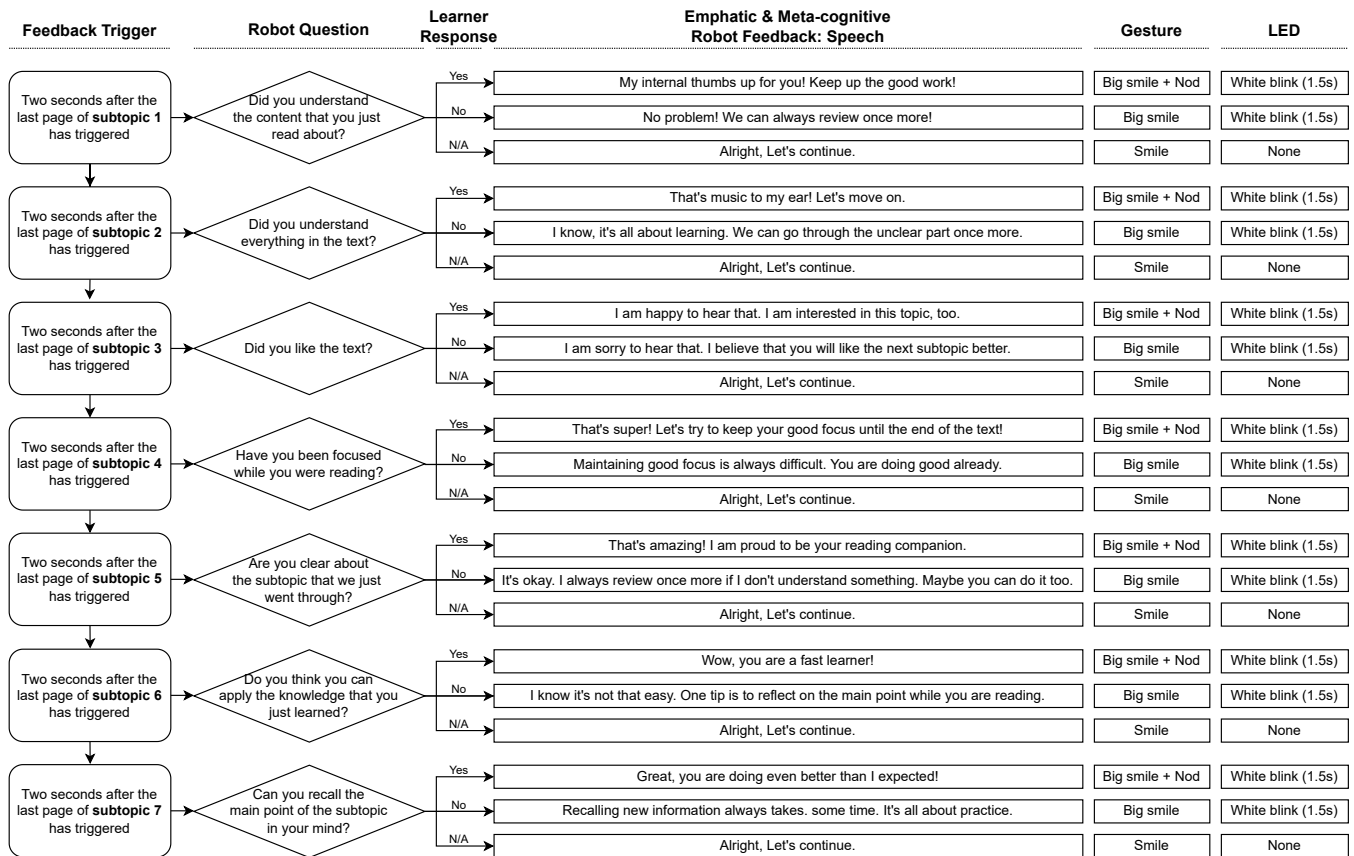 Feedback Trigger
Robot Question
Learner
Response
Emphatic & Meta-cognitive
Robot Feedback: Speech
Gesture
LED
Two seconds after the
last page of subtopic 1
has triggered
Did you understand
the content that you just
read about?
Yes
My internal thumbs up for you! Keep up the good work!
Big smile + Nod
White blink (1.5s)
No
No problem! We can always review once more!
Big smile
White blink (1.5s)
N/A
Alright, Let's continue.
Smile
None
Two seconds after the
last page of subtopic 2
has triggered
Did you understand
everything in the text?
Yes
That's music to my ear! Let's move on.
Big smile + Nod
White blink (1.5s)
No
I know, it's all about learning. We can go through the unclear part once more.
Big smile
White blink (1.5s)
N/A
Alright, Let's continue.
Smile
None
Two seconds after the
last page of subtopic 3
has triggered
Did you like the text?
Yes
I am happy to hear that. I am interested in this topic, too.
Big smile + Nod
White blink (1.5s)
No
I am sorry to hear that. I believe that you will like the next subtopic better.
Big smile
White blink (1.5s)
N/A
Alright, Let's continue.
Smile
None
Two seconds after the
last page of subtopic 4
has triggered
Have you been focused
while you were reading?
Yes
That's super! Let's try to keep your good focus until the end of the text!
Big smile + Nod
White blink (1.5s)
No
Maintaining good focus is always difficult. You are doing good already.
Big smile
White blink (1.5s)
N/A
Alright, Let's continue.
Smile
None
Two seconds after the
last page of subtopic 5
has triggered
Are you clear about
the subtopic that we just
went through?
Yes
That's amazing! I am proud to be your reading companion.
Big smile + Nod
White blink (1.5s)
No
It's okay. I always review once more if I don't understand something. Maybe you can do it too.
Big smile
White blink (1.5s)
N/A
Alright, Let's continue.
Smile
None
Two seconds after the
last page of subtopic 6
has triggered
Do you think you can
apply the knowledge that you
just learned?
Yes
Wow, you are a fast learner!
Big smile + Nod
White blink (1.5s)
No
I know it's not that easy. One tip is to reflect on the main point while you are reading.
Big smile
White blink (1.5s)
N/A
Alright, Let's continue.
Smile
None
Two seconds after the
last page of subtopic 7
has triggered
Can you recall the
main point of the subtopic
in your mind?
Yes
Great, you are doing even better than I expected!
Big smile + Nod
White blink (1.5s)
No
Recalling new information always takes. some time. It's all about practice.
Big smile
White blink (1.5s)
N/A
Alright, Let's continue.
Smile
None